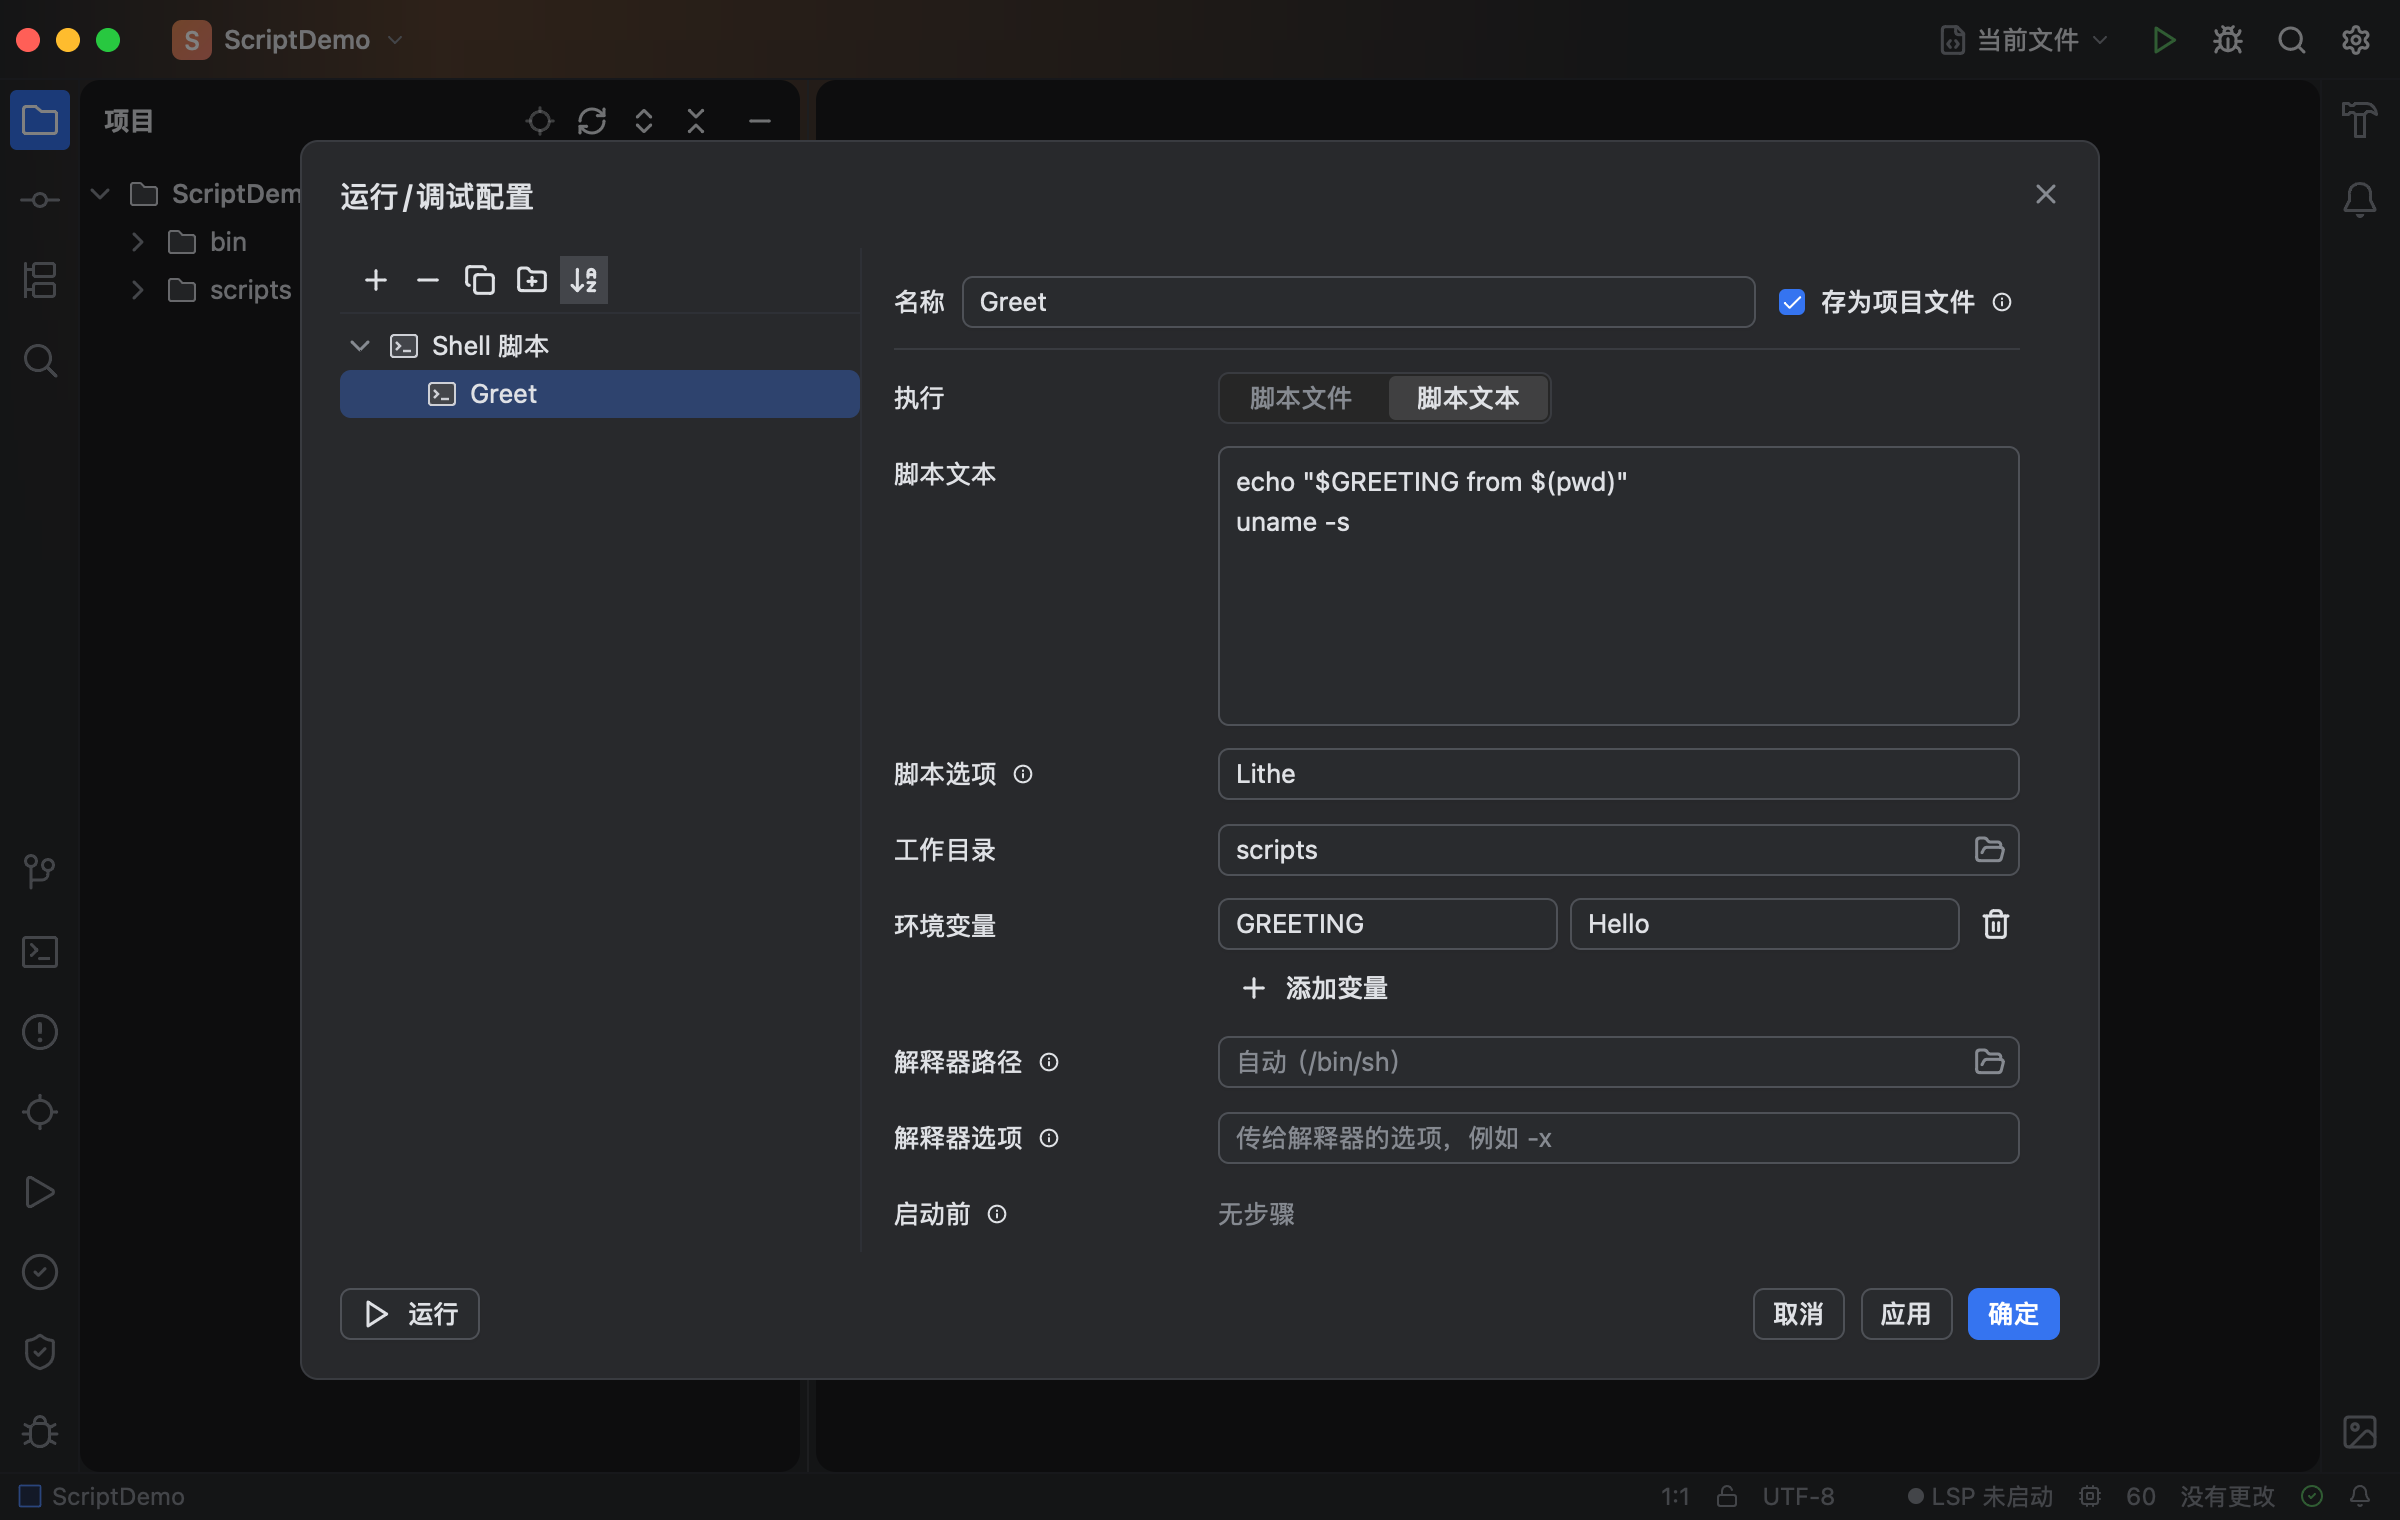 S ScriptDemo
当前文件
项目
ScriptDem
bin
scripts
运行/调试配置
Shell 脚本
Greet
名称 Greet 存为项目文件
执行 脚本文件 脚本文本
脚本文本
echo "$GREETING from $(pwd)"
uname -s
脚本选项 Lithe
工作目录 scripts
环境变量 GREETING Hello
添加变量
解释器路径 自动 (/bin/sh)
解释器选项 传给解释器的选项，例如 -x
启动前 无步骤
运行 取消 应用 确定
ScriptDemo 1:1 UTF-8 LSP 未启动 60 没有更改